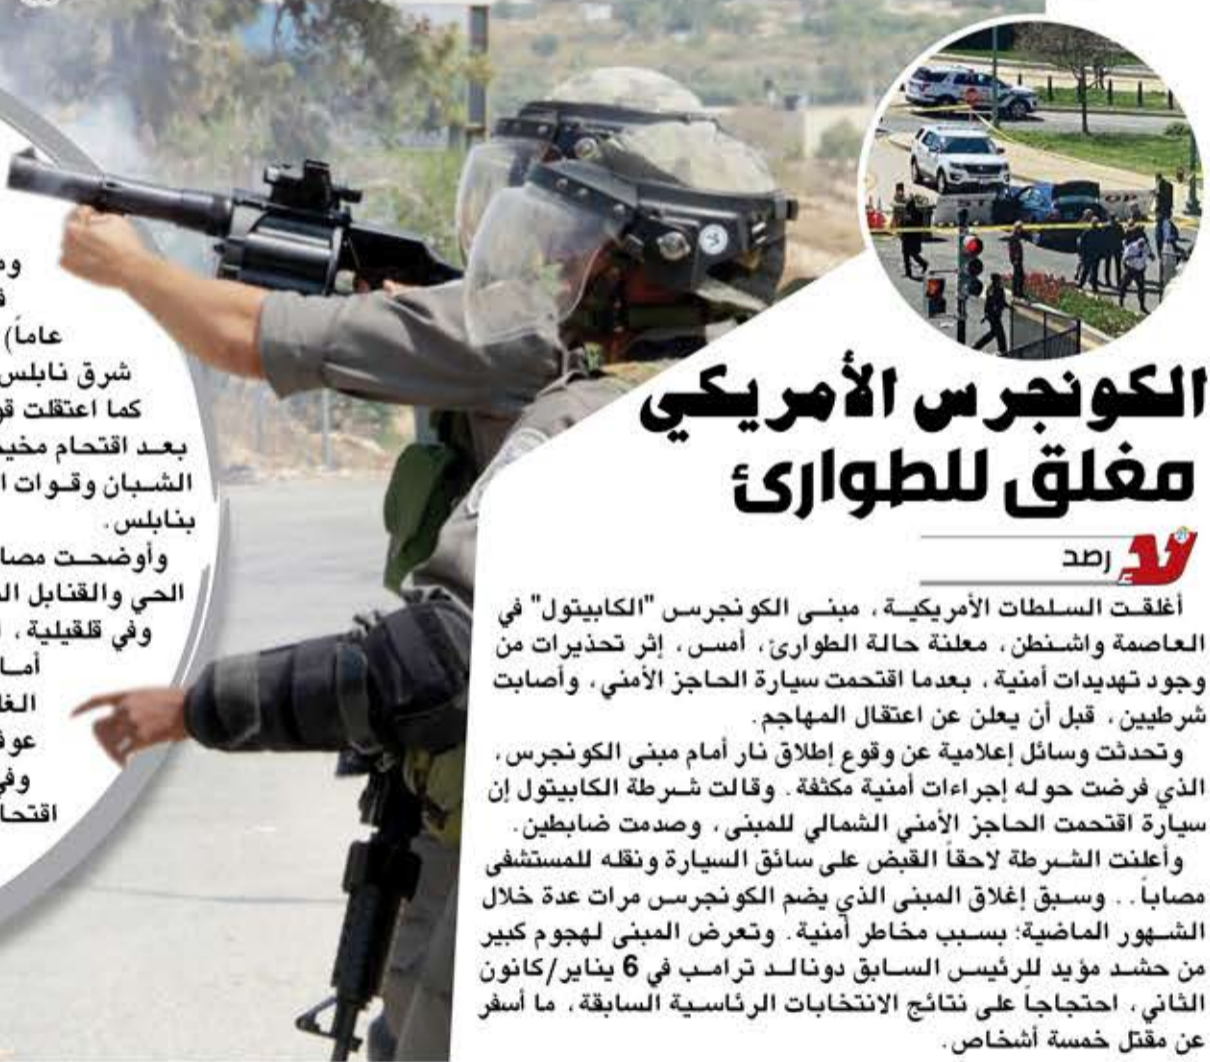 الكونجرس الأمريكي
مغلق للطوارئ
رصد
أغلقت السلطات الأمريكية، مبنى الكونجرس "الكابيتول" في
العاصمة واشنطن، معلنة حالة الطوارئ، أمس، إثر تحذيرات من
وجود تهديدات أمنية، بعدما اقتحمت سيارة الحاجز الأمني، وأصابت
شرطيين، قبل أن يعلن عن اعتقال المهاجم.
وتحدثت وسائل إعلامية عن وقوع إطلاق نار أمام مبنى الكونجرس،
الذي فرضت حوله إجراءات أمنية مكثفة. وقالت شرطة الكابيتول إن
سيارة اقتحمت الحاجز الأمني الشمالي للمبنى، وصدمت ضابطين.
وأعلنت الشرطة لاحقاً القبض على سائق السيارة ونقله للمستشفى
مصاباً.. وسبق إغلاق المبنى الذي يضم الكونجرس مرات عدة خلال
الشهور الماضية؛ بسبب مخاطر أمنية. وتعرض المبنى لهجوم كبير
من حشد مؤيد للرئيس السابق دونالد ترامب في 6 يناير/كانون
الثاني، احتجاجاً على نتائج الانتخابات الرئاسية السابقة، ما أسفر
عن مقتل خمسة أشخاص.
عاماً)
شرق نابلس
كما اعتقلت
بعد اقتحام
الشبان وقوات
بنابلس.
وأوضحت
الحي والقنابل
وفي قلقيلية،